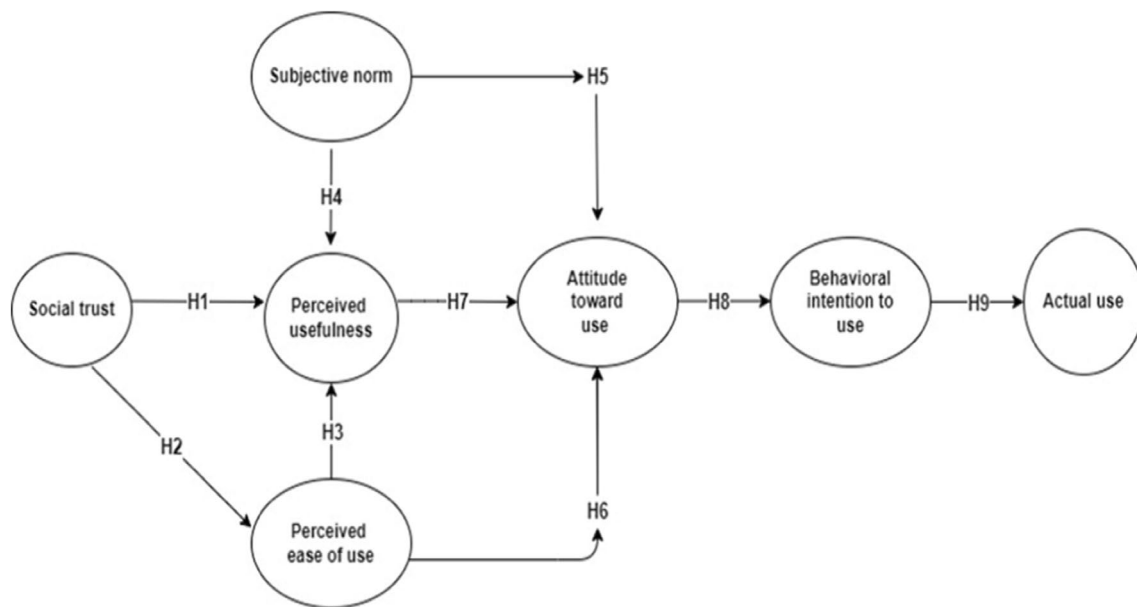 Subjective norm
H5
H4
Social trust
H1
Perceived
usefulness
H7
Attitude
toward
use
H8
Behavioral
intention to
use
H9
Actual use
H3
H2
H6
Perceived
ease of use